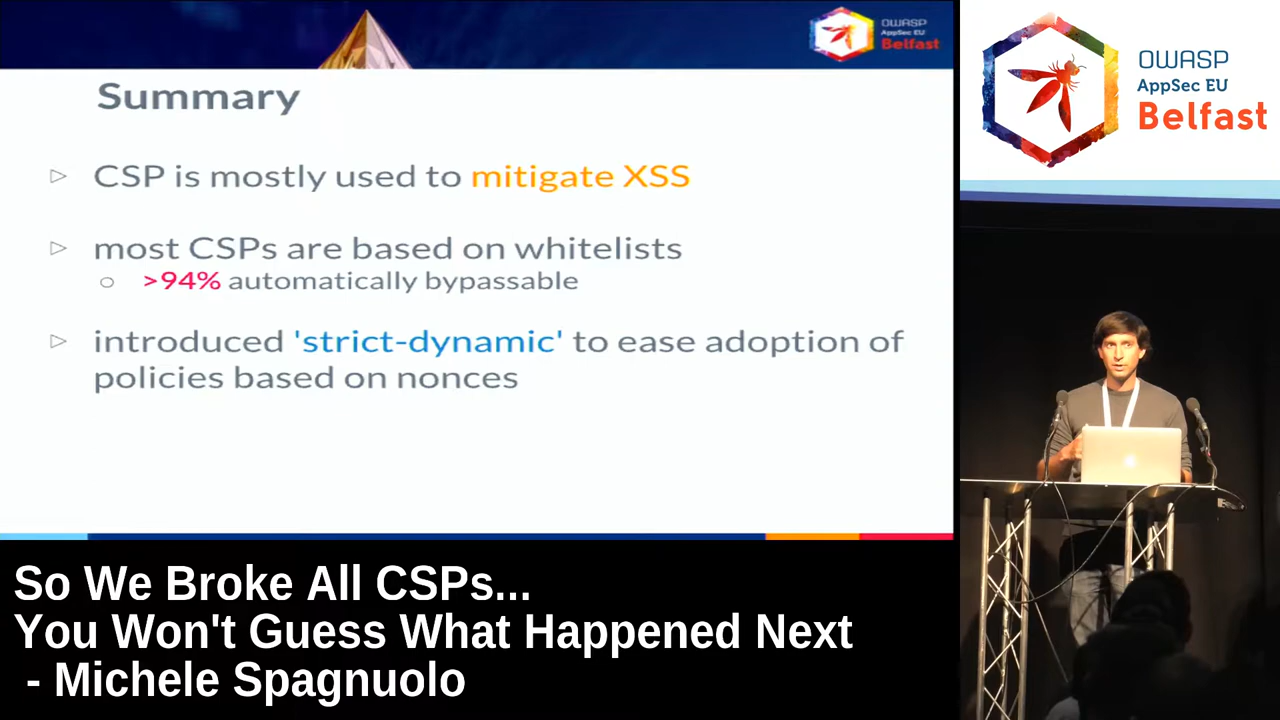 OWASP
AppSec EU
Belfast
Summary
CSP is mostly used to mitigate XSS
most CSPs are based on whitelists
>94% automatically bypassable
introduced 'strict-dynamic' to ease adoption of
policies based on nonces
OWASP
AppSec EU
Belfast
So We Broke All CSPs...
You Won't Guess What Happened Next
- Michele Spagnuolo